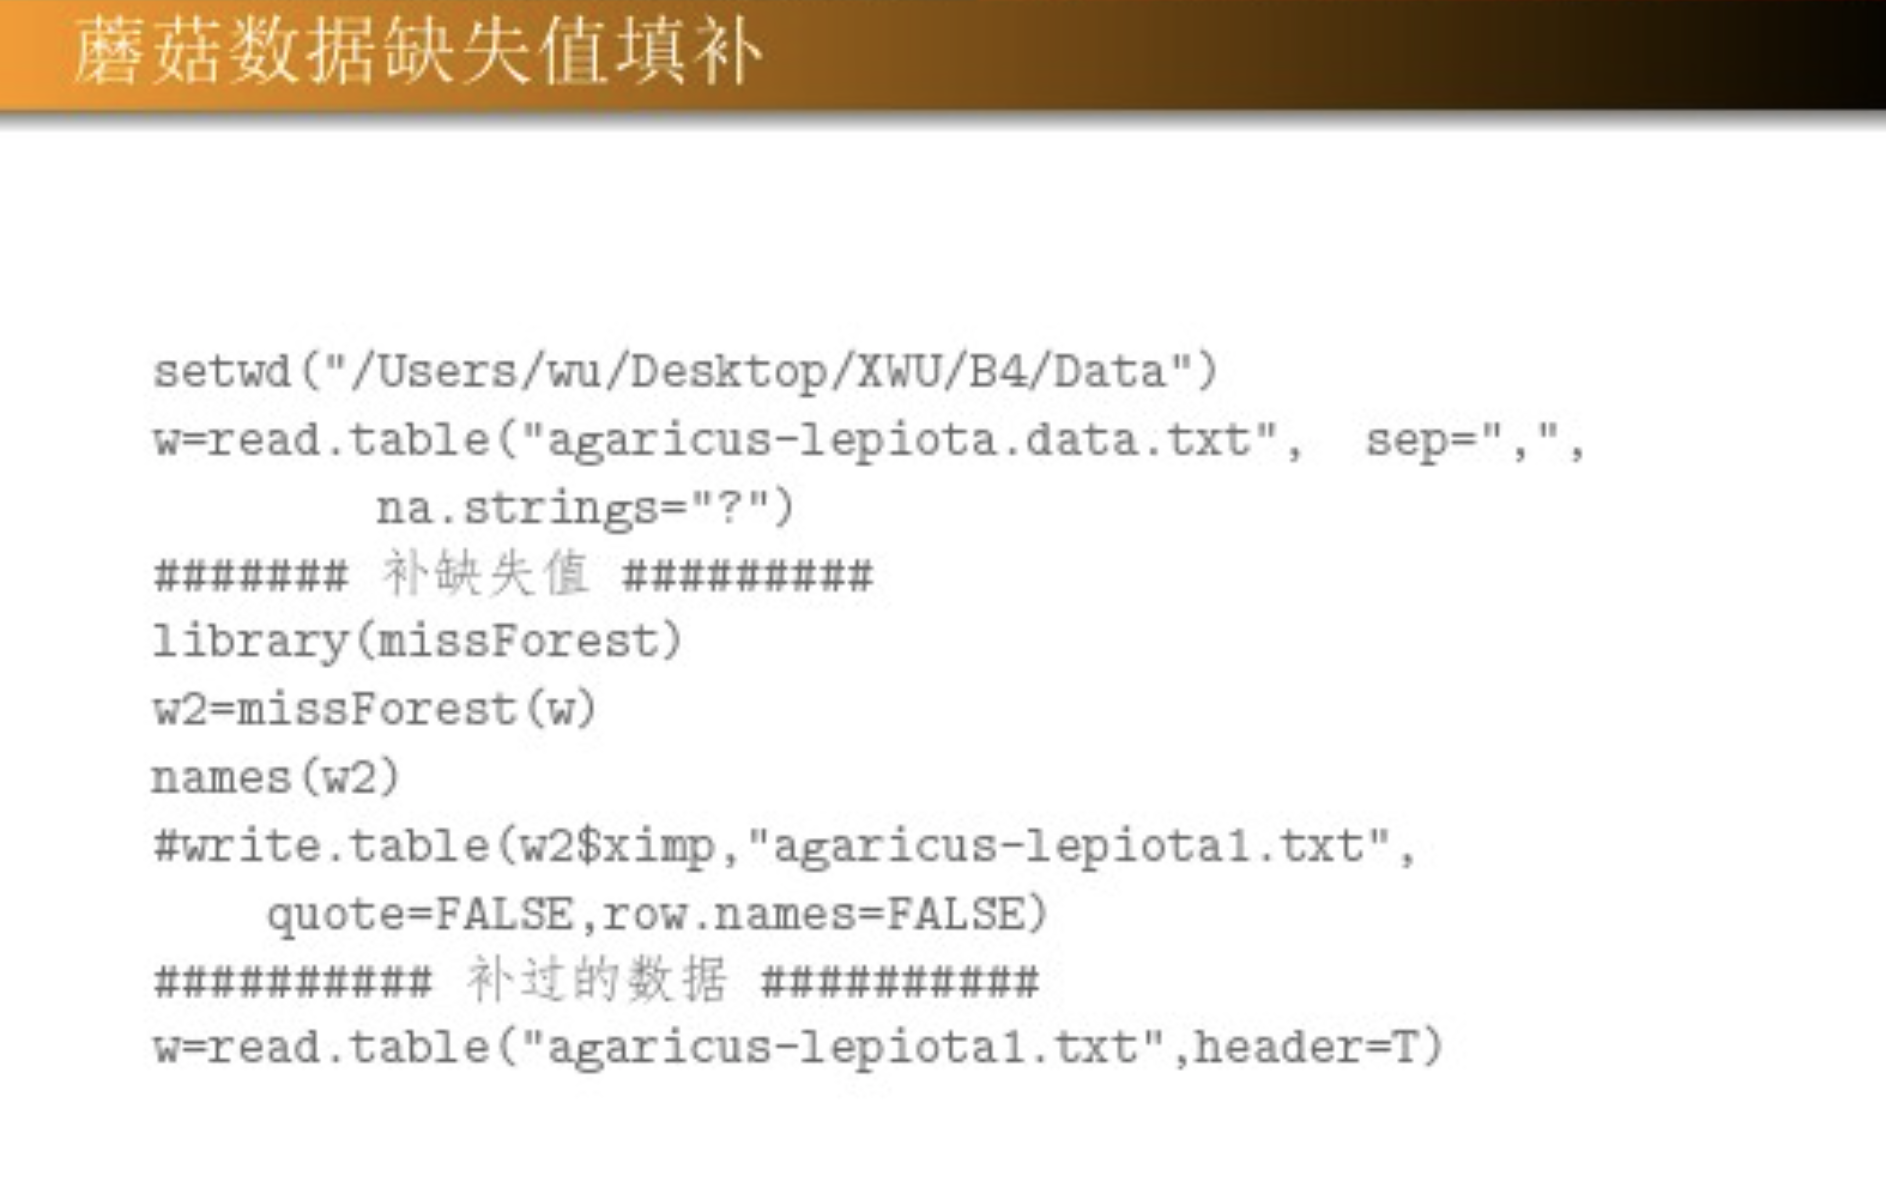 蘑菇数据缺失值填补
setwd("/Users/wu/Desktop/XWU/B4/Data")
w=read.table("agaricus-lepiota.data.txt",  sep=",",
        na.strings="?")
####### 补缺失值 #########
library(missForest)
w2=missForest(w)
names(w2)
#write.table(w2$ximp,"agaricus-lepiota1.txt",
    quote=FALSE,row.names=FALSE)
########## 补过的数据 ##########
w=read.table("agaricus-lepiota1.txt",header=T)